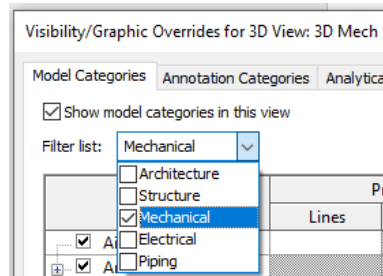 Visibility/Graphic Overrides for 3D View: 3D Mech
Model Categories Annotation Categories
Show model categories in this view
Filter list: Mechanical
Architecture
Structure
Mechanical
Lines
Electrical
Piping